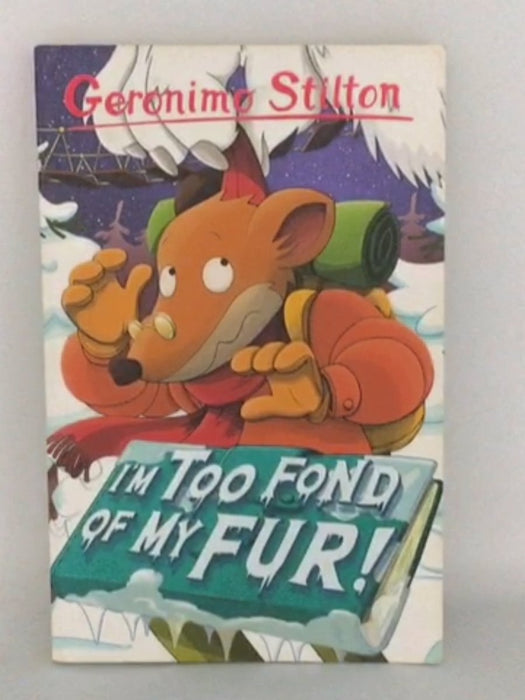 Geronimo Stilton
I'M TOO FOND
OF MY FUR!